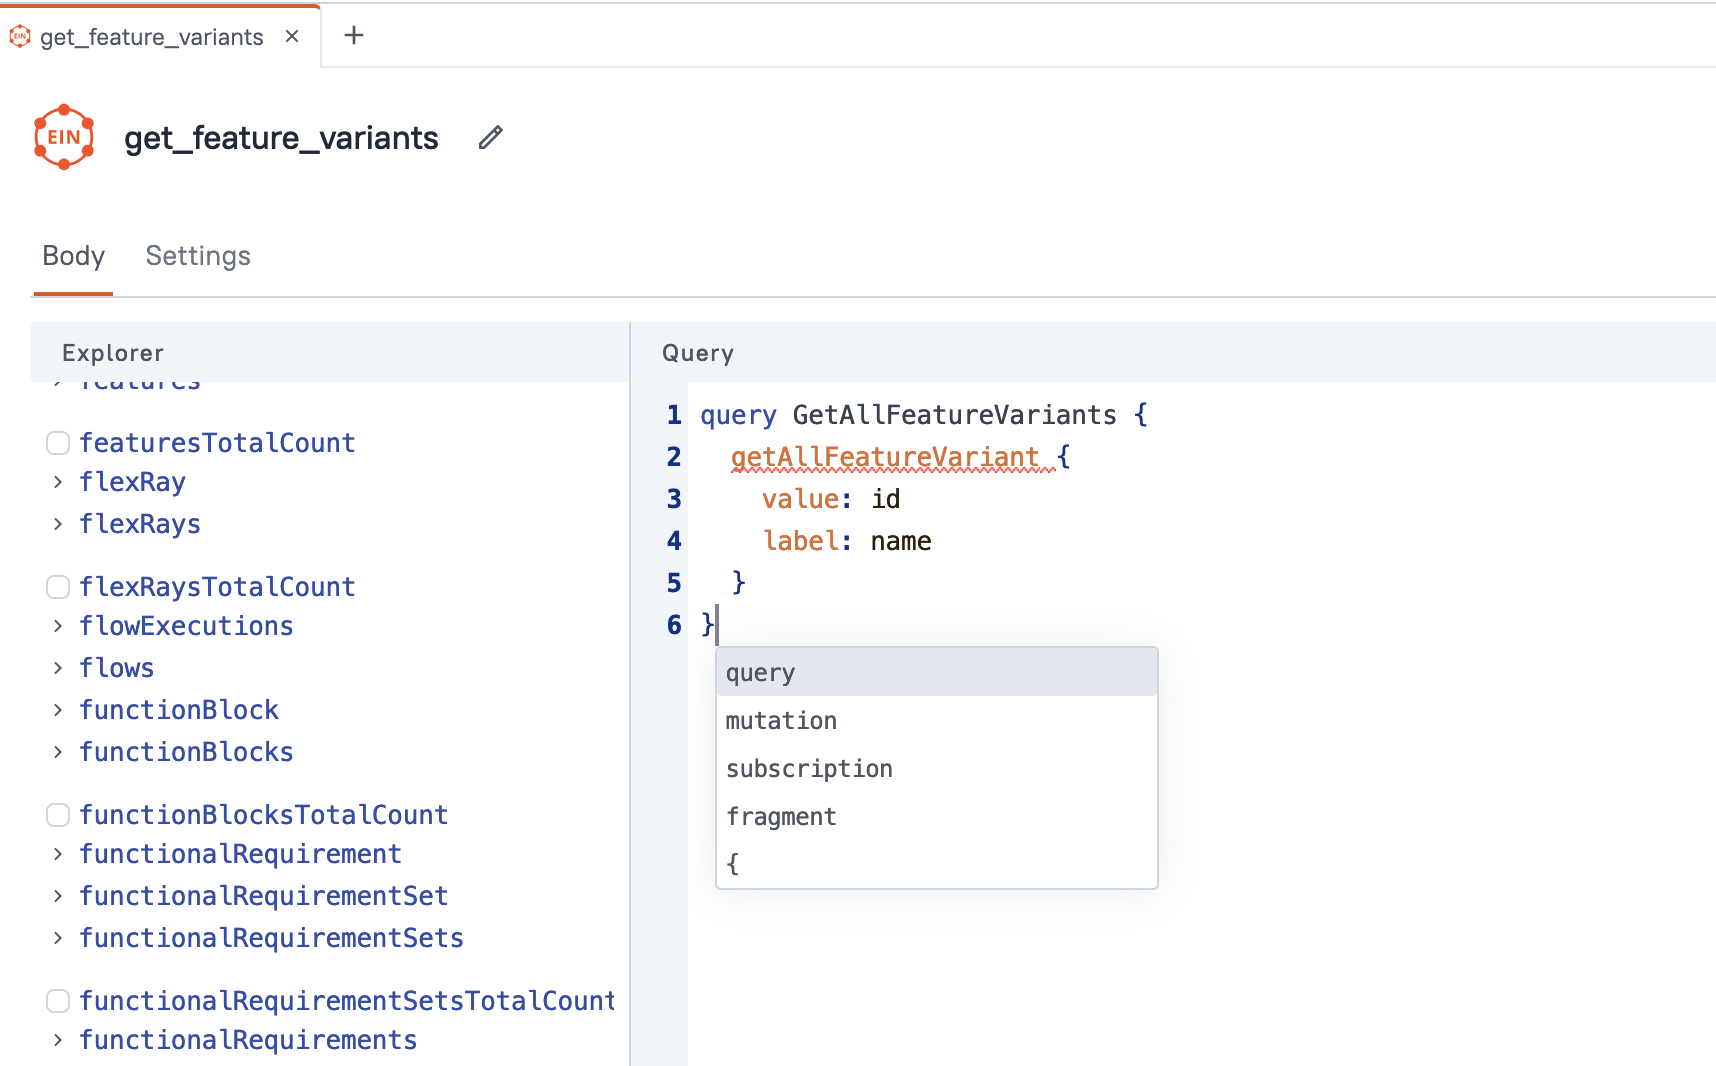 EIN get_feature_variants
EIN get_feature_variants
Body Settings
Explorer
features
featuresTotalCount
flexRay
flexRays
flexRaysTotalCount
flowExecutions
flows
functionBlock
functionBlocks
functionBlocksTotalCount
functionalRequirement
functionalRequirementSet
functionalRequirementSets
functionalRequirementSetsTotalCount
functionalRequirements
Query
1 query GetAllFeatureVariants {
2 getAllFeatureVariant {
3 value: id
4 label: name
5 }
6 }
query
mutation
subscription
fragment
{